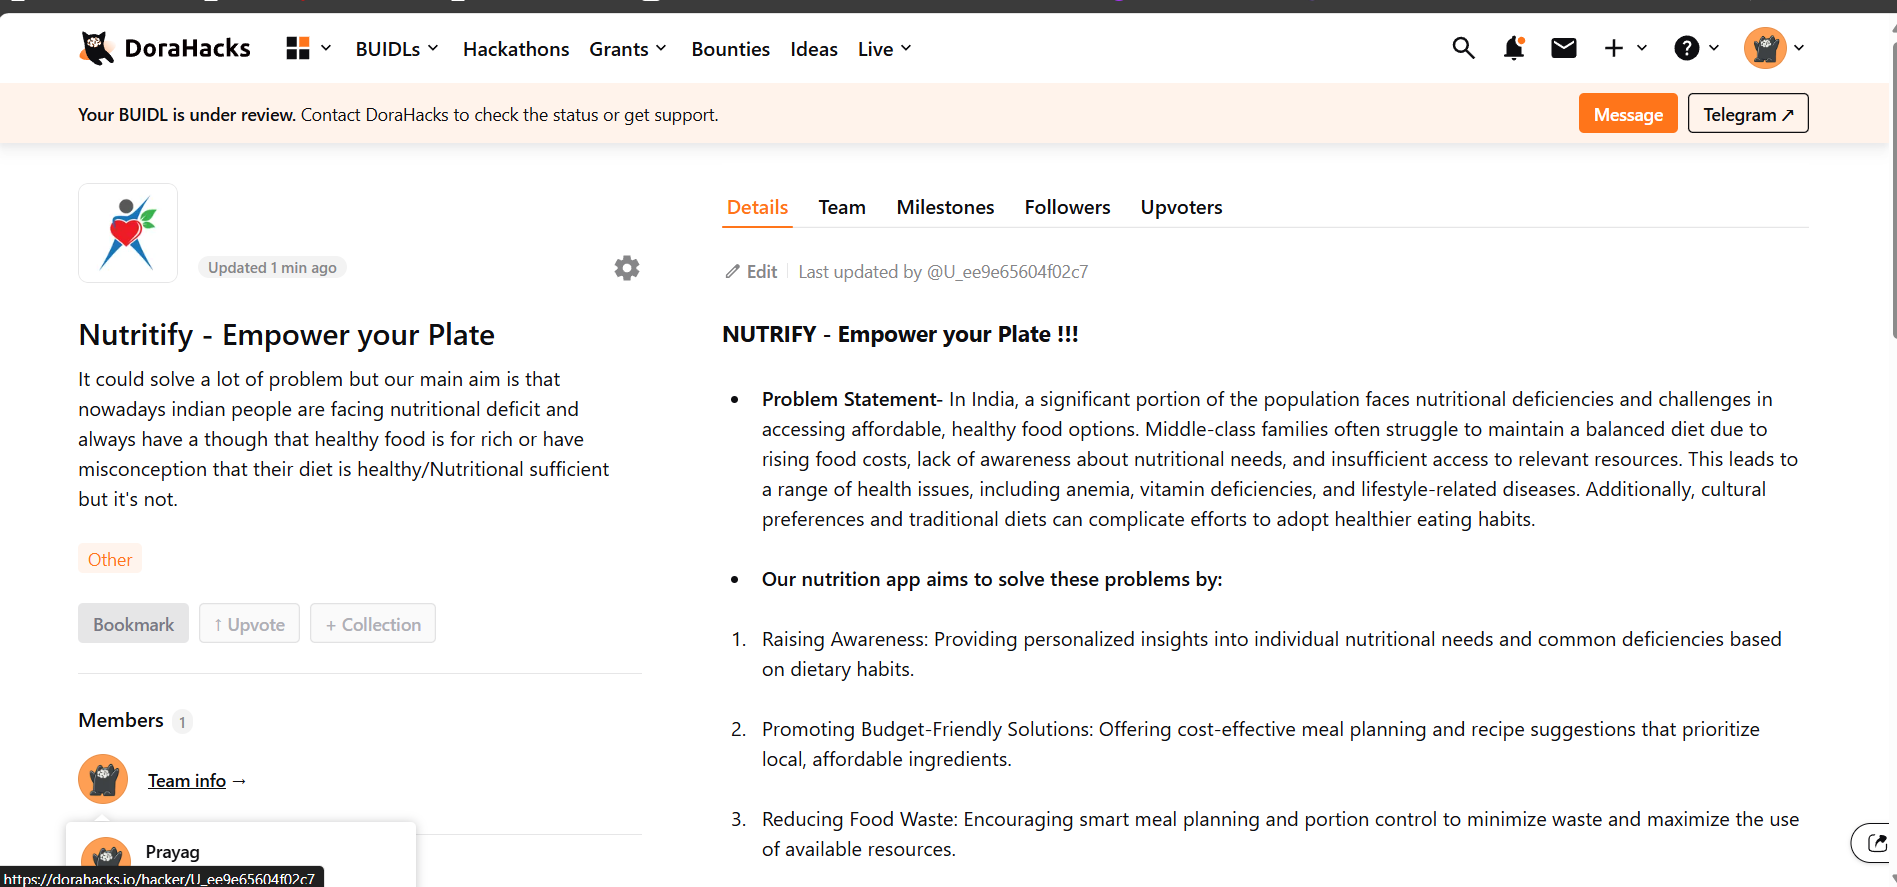 DoraHacks
BUIDLs
Hackathons
Grants
Bounties
Ideas
Live
Your BUIDL is under review. Contact DoraHacks to check the status or get support.
Message
Telegram ↗
Updated 1 min ago
Nutritify - Empower your Plate
It could solve a lot of problem but our main aim is that
nowadays indian people are facing nutritional deficit and
always have a though that healthy food is for rich or have
misconception that their diet is healthy/Nutritional sufficient
but it's not.
Other
Bookmark
↑ Upvote
+ Collection
Members 1
Team info →
Prayag
https://dorahacks.io/hacker/U_ee9e65604f02c7
Details
Team
Milestones
Followers
Upvoters
Edit
Last updated by @U_ee9e65604f02c7
NUTRIFY - Empower your Plate !!!
• Problem Statement- In India, a significant portion of the population faces nutritional deficiencies and challenges in
accessing affordable, healthy food options. Middle-class families often struggle to maintain a balanced diet due to
rising food costs, lack of awareness about nutritional needs, and insufficient access to relevant resources. This leads to
a range of health issues, including anemia, vitamin deficiencies, and lifestyle-related diseases. Additionally, cultural
preferences and traditional diets can complicate efforts to adopt healthier eating habits.
• Our nutrition app aims to solve these problems by:
1. Raising Awareness: Providing personalized insights into individual nutritional needs and common deficiencies based
on dietary habits.
2. Promoting Budget-Friendly Solutions: Offering cost-effective meal planning and recipe suggestions that prioritize
local, affordable ingredients.
3. Reducing Food Waste: Encouraging smart meal planning and portion control to minimize waste and maximize the use
of available resources.